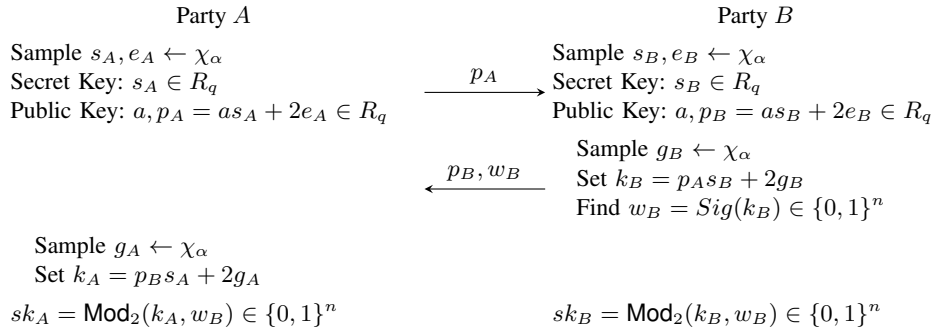 Party A Party B
Sample s_A, e_A ← χ_α Sample s_B, e_B ← χ_α
Secret Key: s_A ∈ R_q p_A Secret Key: s_B ∈ R_q
Public Key: a, p_A = as_A + 2e_A ∈ R_q Public Key: a, p_B = as_B + 2e_B ∈ R_q
Sample g_B ← χ_α
p_B, w_B Set k_B = p_A s_B + 2g_B
Find w_B = Sig(k_B) ∈ {0, 1}^n
Sample g_A ← χ_α
Set k_A = p_B s_A + 2g_A
sk_A = Mod_2(k_A, w_B) ∈ {0, 1}^n sk_B = Mod_2(k_B, w_B) ∈ {0, 1}^n